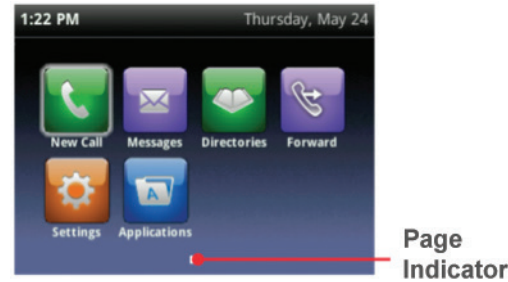 1:22 PM Thursday, May 24
New Call Messages Directories Forward
Settings Applications
A
Page
Indicator